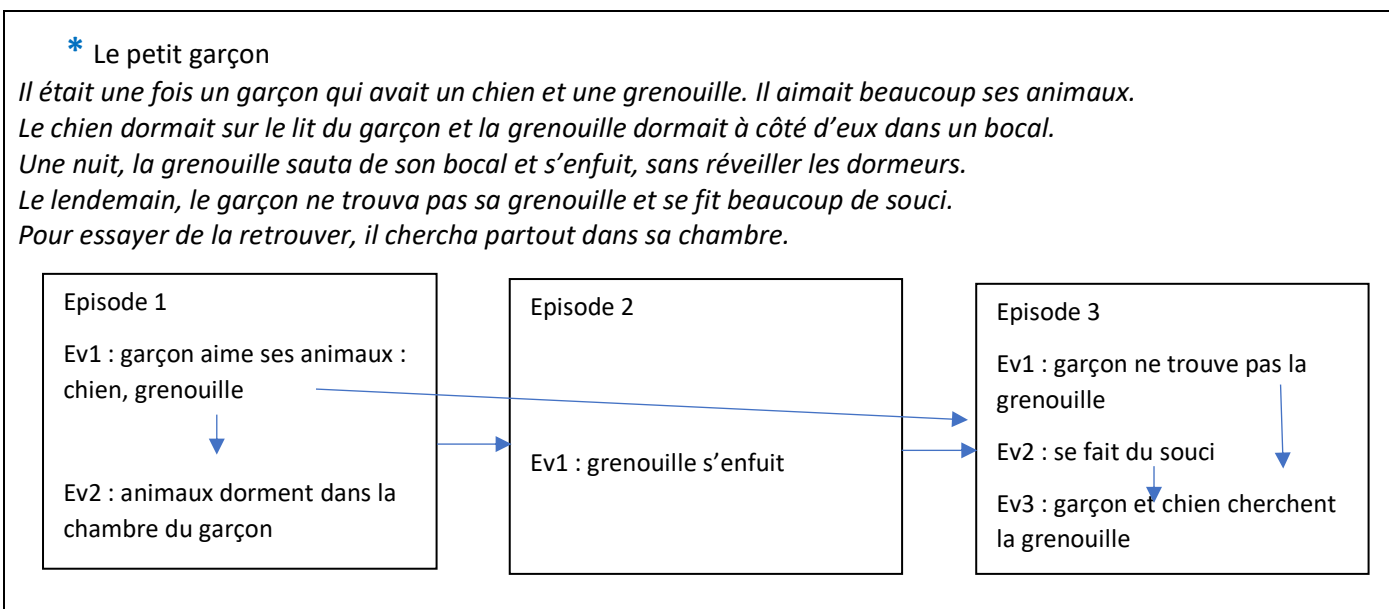 * Le petit garçon
Il était une fois un garçon qui avait un chien et une grenouille. Il aimait beaucoup ses animaux.
Le chien dormait sur le lit du garçon et la grenouille dormait à côté d’eux dans un bocal.
Une nuit, la grenouille sauta de son bocal et s’enfuit, sans réveiller les dormeurs.
Le lendemain, le garçon ne trouva pas sa grenouille et se fit beaucoup de souci.
Pour essayer de la retrouver, il chercha partout dans sa chambre.
Episode 1
Ev1 : garçon aime ses animaux :
chien, grenouille
Ev2 : animaux dorment dans la
chambre du garçon
Episode 2
Ev1 : grenouille s’enfuit
Episode 3
Ev1 : garçon ne trouve pas la
grenouille
Ev2 : se fait du souci
Ev3 : garçon et chien cherchent
la grenouille